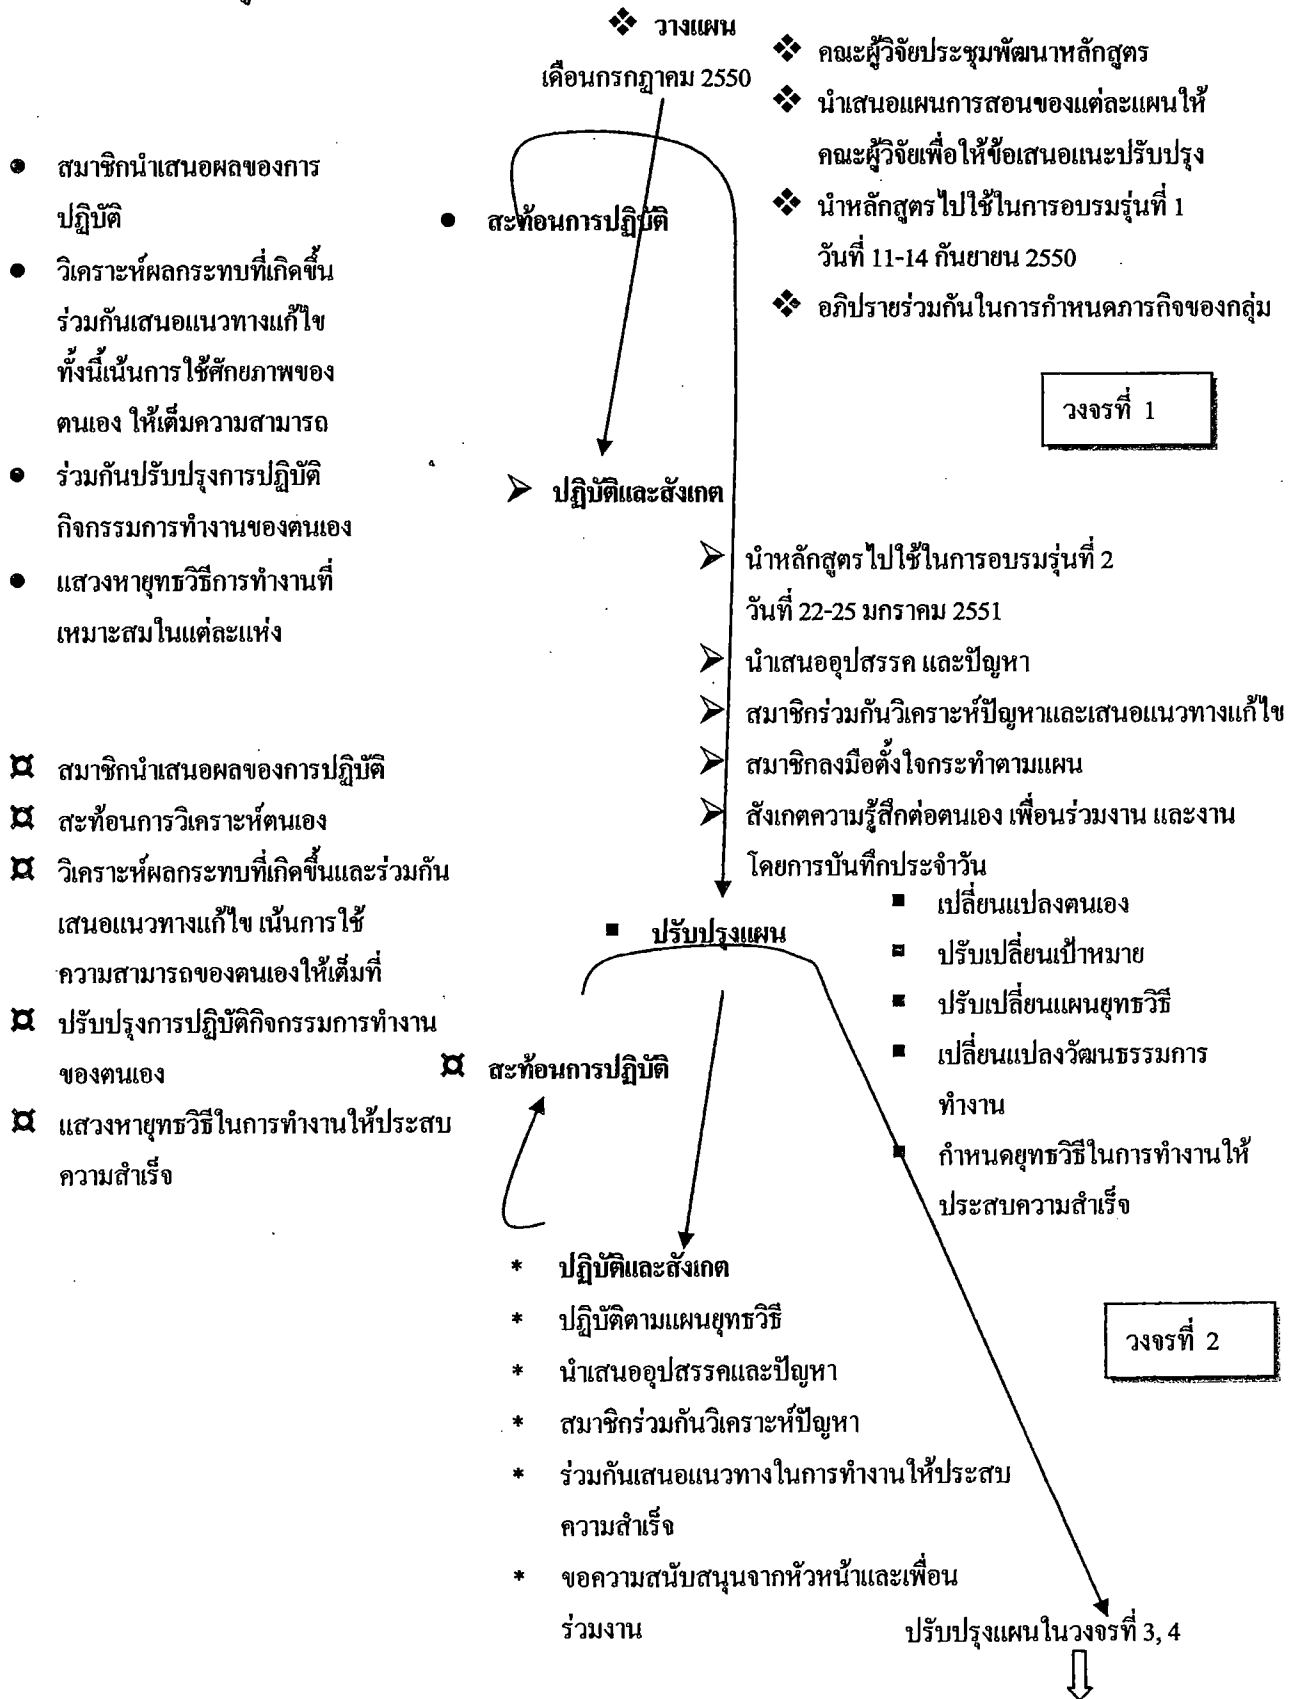 ❖ วางแผน
เดือนกรกฎาคม 2550
❖ คณะผู้วิจัยประชุมพัฒนาหลักสูตร
❖ นำเสนอแผนการสอนของแต่ละแผนให้
คณะผู้วิจัยเพื่อให้ข้อเสนอแนะปรับปรุง
❖ นำหลักสูตรไปใช้ในการอบรมรุ่นที่ 1
วันที่ 11-14 กันยายน 2550
❖ อภิปรายร่วมกันในการกำหนดภารกิจของกลุ่ม
● สมาชิกนำเสนอผลของการ
ปฏิบัติ
● วิเคราะห์ผลกระทบที่เกิดขึ้น
ร่วมกันเสนอแนวทางแก้ไข
ทั้งนี้เน้นการใช้ศักยภาพของ
ตนเอง ให้เต็มความสามารถ
● ร่วมกันปรับปรุงการปฏิบัติ
กิจกรรมการทำงานของตนเอง
● แสวงหายุทธวิธีการทำงานที่
เหมาะสมในแต่ละแห่ง
● สะท้อนการปฏิบัติ
วงจรที่ 1
➢ ปฏิบัติและสังเกต
➢ นำหลักสูตรไปใช้ในการอบรมรุ่นที่ 2
วันที่ 22-25 มกราคม 2551
➢ นำเสนออุปสรรค และปัญหา
➢ สมาชิกร่วมกันวิเคราะห์ปัญหาและเสนอแนวทางแก้ไข
➢ สมาชิกลงมือตั้งใจกระทำตามแผน
➢ สังเกตความรู้สึกต่อตนเอง เพื่อนร่วมงาน และงาน
โดยการบันทึกประจำวัน
¤ สมาชิกนำเสนอผลของการปฏิบัติ
¤ สะท้อนการวิเคราะห์ตนเอง
¤ วิเคราะห์ผลกระทบที่เกิดขึ้นและร่วมกัน
เสนอแนวทางแก้ไข เน้นการใช้
ความสามารถของตนเองให้เต็มที่
¤ ปรับปรุงการปฏิบัติกิจกรรมการทำงาน
ของตนเอง
¤ แสวงหายุทธวิธีในการทำงานให้ประสบ
ความสำเร็จ
■ ปรับปรุงแผน
■ เปลี่ยนแปลงตนเอง
■ ปรับเปลี่ยนเป้าหมาย
■ ปรับเปลี่ยนแผนยุทธวิธี
■ เปลี่ยนแปลงวัฒนธรรมการ
ทำงาน
■ กำหนดยุทธวิธีในการทำงานให้
ประสบความสำเร็จ
¤ สะท้อนการปฏิบัติ
* ปฏิบัติและสังเกต
* ปฏิบัติตามแผนยุทธวิธี
* นำเสนออุปสรรคและปัญหา
* สมาชิกร่วมกันวิเคราะห์ปัญหา
* ร่วมกันเสนอแนวทางในการทำงานให้ประสบ
ความสำเร็จ
* ขอความสนับสนุนจากหัวหน้าและเพื่อน
ร่วมงาน
วงจรที่ 2
ปรับปรุงแผนในวงจรที่ 3, 4